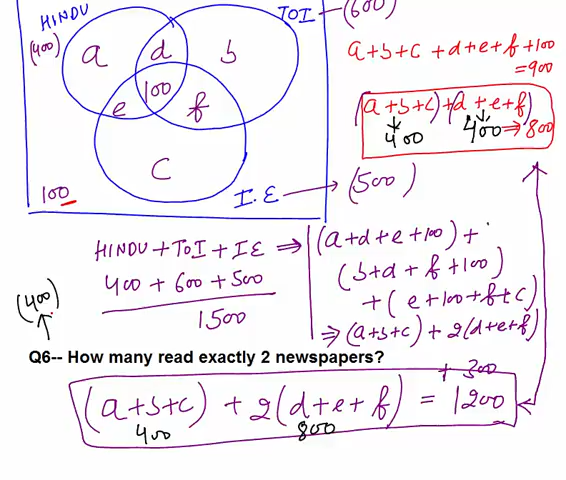 HINDU
TOI → (600)
(400) a d b
100
e f
C
100
I.E → (500)
a+b+c +d+e+f+100
=900
(a+b+c)+(d+e+f)
400 400 ⇒ 800
HINDU+TOI+IE ⇒ (a+d+e+100) +
400 + 600 + 500 (b+d+f+100)
+(e+100+f+c)
1500
⇒ (a+b+c) + 2(d+e+f)
+ 300
(400)
Q6-- How many read exactly 2 newspapers?
(a+b+c) + 2(d+e+f) = 1200
400 800